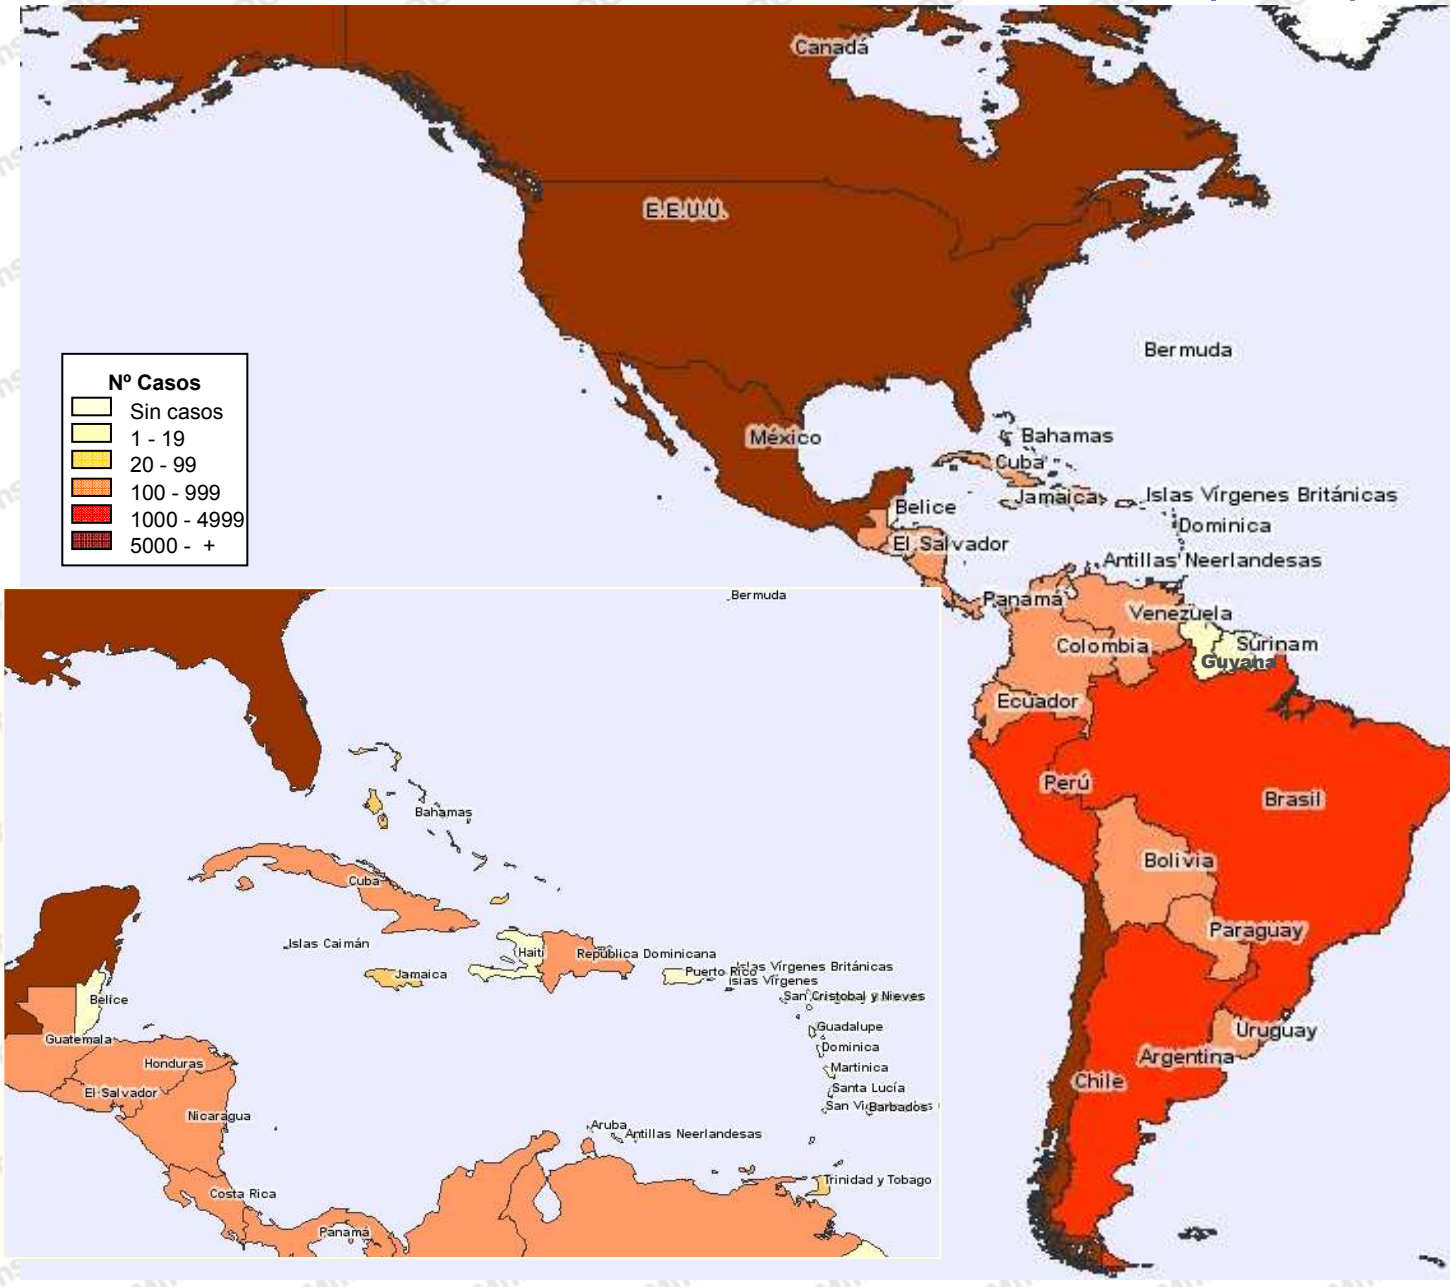 Canadá
E.E.U.U.
Bermuda
Nº Casos
Sin casos
1 - 19
20 - 99
100 - 999
1000 - 4999
5000 - +
México
Bahamas
Cuba
Jamaica
Islas Vírgenes Británicas
Belice
Dominica
El Salvador
Antillas Neerlandesas
Panamá
Venezuela
Colombia
Surinam
Guyana
Ecuador
Perú
Brasil
Bolivia
Paraguay
Uruguay
Argentina
Chile
Bermuda
Bahamas
Cuba
Islas Caimán
Haití
República Dominicana
Jamaica
Puerto Rico
Islas Vírgenes Británicas
Islas Vírgenes
Belice
San Cristobal y Nieves
Guatemala
Guadalupe
Dominica
Honduras
Martinica
El Salvador
Santa Lucía
Nicaragua
San Vi
Barbados
Aruba
Antillas Neerlandesas
Costa Rica
Trinidad y Tobago
Panamá